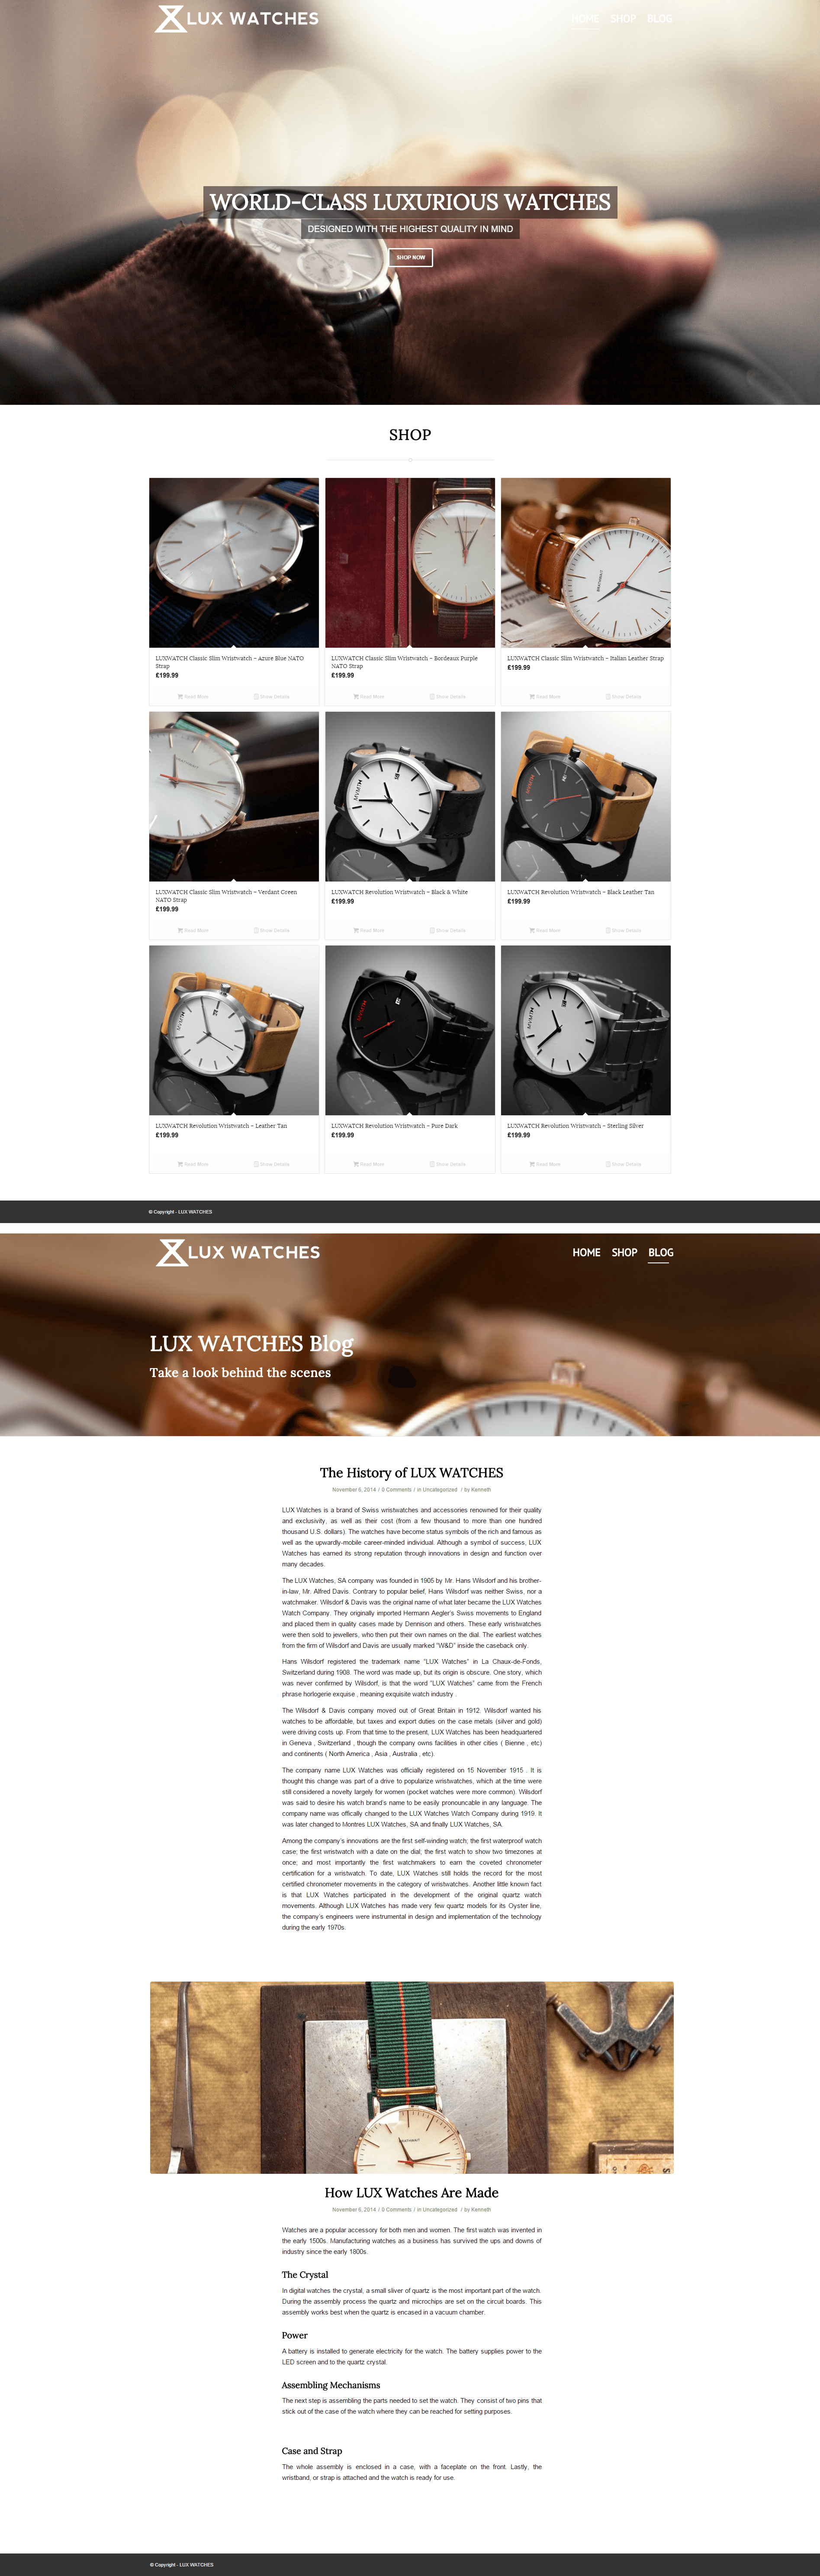 LUX WATCHES
HOME SHOP BLOG
WORLD-CLASS LUXURIOUS WATCHES
DESIGNED WITH THE HIGHEST QUALITY IN MIND
SHOP NOW
SHOP
LUXWATCH Classic Slim Wristwatch – Azure Blue NATO
Strap
£199.99
Read More Show Details
LUXWATCH Classic Slim Wristwatch – Bordeaux Purple
NATO Strap
£199.99
Read More Show Details
LUXWATCH Classic Slim Wristwatch – Italian Leather Strap
£199.99
Read More Show Details
LUXWATCH Classic Slim Wristwatch – Verdant Green
NATO Strap
£199.99
Read More Show Details
LUXWATCH Revolution Wristwatch – Black & White
£199.99
Read More Show Details
LUXWATCH Revolution Wristwatch – Black Leather Tan
£199.99
Read More Show Details
LUXWATCH Revolution Wristwatch – Leather Tan
£199.99
Read More Show Details
LUXWATCH Revolution Wristwatch – Pure Dark
£199.99
Read More Show Details
LUXWATCH Revolution Wristwatch – Sterling Silver
£199.99
Read More Show Details
© Copyright - LUX WATCHES
LUX WATCHES
HOME SHOP BLOG
LUX WATCHES Blog
Take a look behind the scenes
The History of LUX WATCHES
November 6, 2014 / 0 Comments / in Uncategorized / by Kenneth
LUX Watches is a brand of Swiss wristwatches and accessories renowned for their quality
and exclusivity, as well as their cost (from a few thousand to more than one hundred
thousand U.S. dollars). The watches have become status symbols of the rich and famous as
well as the upwardly-mobile career-minded individual. Although a symbol of success, LUX
Watches has earned its strong reputation through innovations in design and function over
many decades.
The LUX Watches, SA company was founded in 1905 by Mr. Hans Wilsdorf and his brother-
in-law, Mr. Alfred Davis. Contrary to popular belief, Hans Wilsdorf was neither Swiss, nor a
watchmaker. Wilsdorf & Davis was the original name of what later became the LUX Watches
Watch Company. They originally imported Hermann Aegler's Swiss movements to England
and placed them in quality cases made by Dennison and others. These early wristwatches
were then sold to jewellers, who then put their own names on the dial. The earliest watches
from the firm of Wilsdorf and Davis are usually marked "W&D" inside the caseback only.
Hans Wilsdorf registered the trademark name "LUX Watches" in La Chaux-de-Fonds,
Switzerland during 1908. The word was made up, but its origin is obscure. One story, which
was never confirmed by Wilsdorf, is that the word "LUX Watches" came from the French
phrase horlogerie exquise , meaning exquisite watch industry .
The Wilsdorf & Davis company moved out of Great Britain in 1912. Wilsdorf wanted his
watches to be affordable, but taxes and export duties on the case metals (silver and gold)
were driving costs up. From that time to the present, LUX Watches has been headquartered
in Geneva , Switzerland , though the company owns facilities in other cities ( Bienne , etc)
and continents ( North America , Asia , Australia , etc).
The company name LUX Watches was officially registered on 15 November 1915 . It is
thought this change was part of a drive to popularize wristwatches, which at the time were
still considered a novelty largely for women (pocket watches were more common). Wilsdorf
was said to desire his watch brand's name to be easily pronouncable in any language. The
company name was offically changed to the LUX Watches Watch Company during 1919. It
was later changed to Montres LUX Watches, SA and finally LUX Watches, SA.
Among the company's innovations are the first self-winding watch; the first waterproof watch
case; the first wristwatch with a date on the dial; the first watch to show two timezones at
once; and most importantly the first watchmakers to earn the coveted chronometer
certification for a wristwatch. To date, LUX Watches still holds the record for the most
certified chronometer movements in the category of wristwatches. Another little known fact
is that LUX Watches participated in the development of the original quartz watch
movements. Although LUX Watches has made very few quartz models for its Oyster line,
the company's engineers were instrumental in design and implementation of the technology
during the early 1970s.
How LUX Watches Are Made
November 6, 2014 / 0 Comments / in Uncategorized / by Kenneth
Watches are a popular accessory for both men and women. The first watch was invented in
the early 1500s. Manufacturing watches as a business has survived the ups and downs of
industry since the early 1800s.
The Crystal
In digital watches the crystal, a small sliver of quartz is the most important part of the watch.
During the assembly process the quartz and microchips are set on the circuit boards. This
assembly works best when the quartz is encased in a vacuum chamber.
Power
A battery is installed to generate electricity for the watch. The battery supplies power to the
LED screen and to the quartz crystal.
Assembling Mechanisms
The next step is assembling the parts needed to set the watch. They consist of two pins that
stick out of the case of the watch where they can be reached for setting purposes.
Case and Strap
The whole assembly is enclosed in a case, with a faceplate on the front. Lastly, the
wristband, or strap is attached and the watch is ready for use.
© Copyright - LUX WATCHES